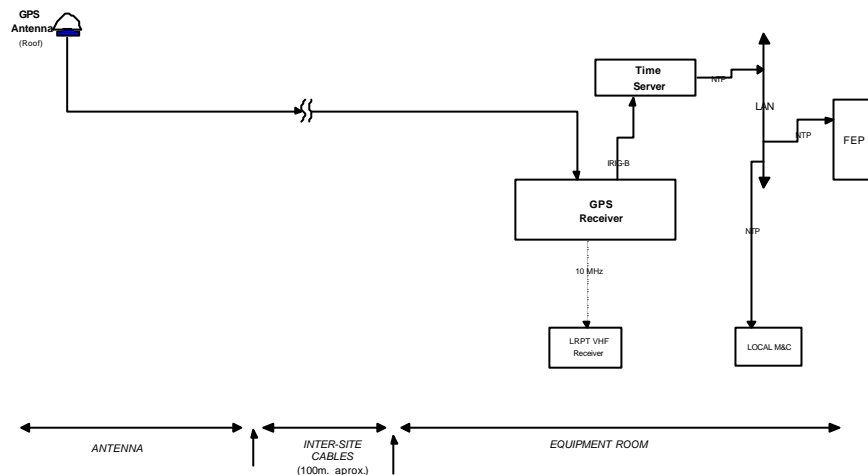 GPS
Antenna
(Roof)
Time
Server
NTP
LAN
NTP
FEP
IRIG-B
GPS
Receiver
NTP
10 MHz
LRPT VHF
Receiver
LOCAL M&C
ANTENNA
INTER-SITE
CABLES
(100m. aprox.)
EQUIPMENT ROOM